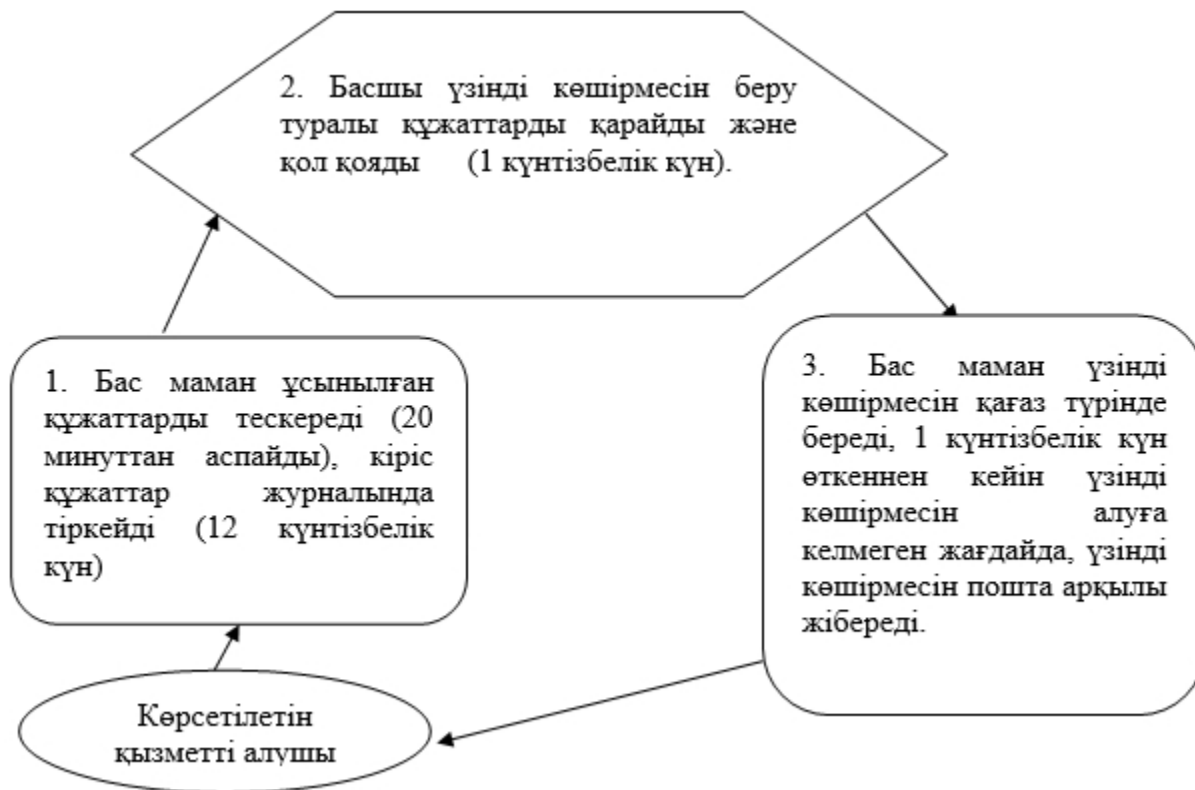 2. Басшы үзінді көшірмесін беру
туралы құжаттарды қарайды және
қол қояды (1 күнтізбелік күн).
1. Бас маман ұсынылған
құжаттарды тескереді (20
минуттан аспайды), кіріс
құжаттар журналында
тіркейді (12 күнтізбелік
күн)
3. Бас маман үзінді
көшірмесін қағаз түрінде
береді, 1 күнтізбелік күн
өткеннен кейін үзінді
көшірмесін алуға
келмеген жағдайда, үзінді
көшірмесін пошта арқылы
жібереді.
Көрсетілетін
қызметті алушы